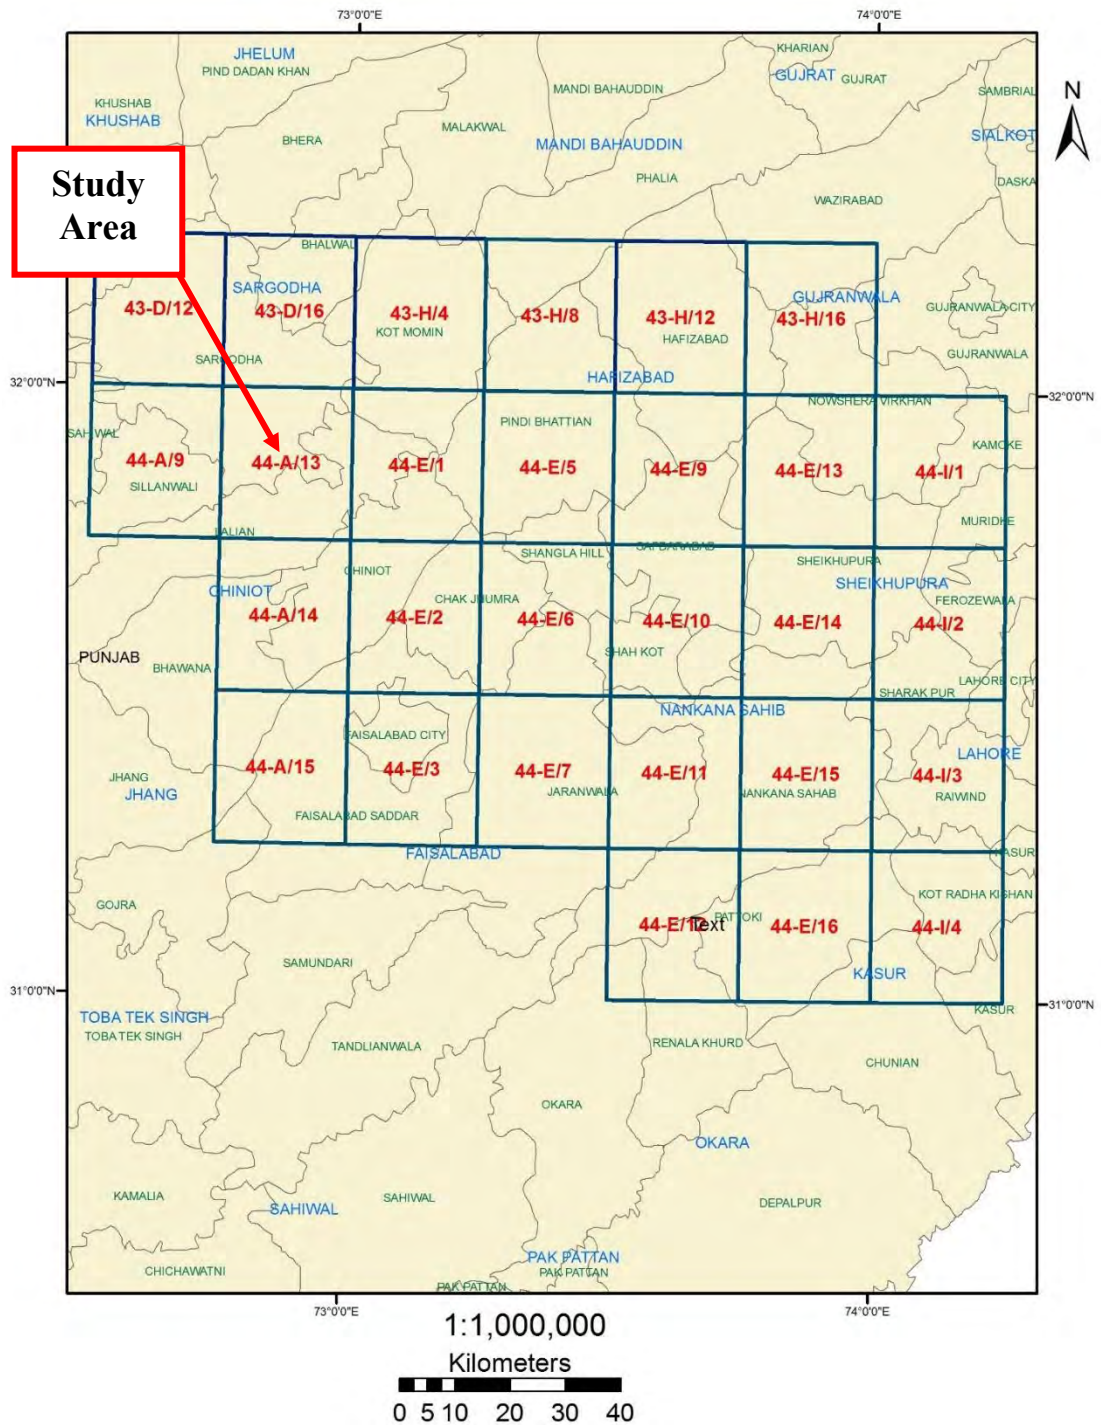 73°0'0"E
74°0'0"E
JHELUM
PIND DADAN KHAN
KHARIAN
GUJRAT
GUJRAT
N
KHUSHAB
KHUSHAB
MANDI BAHAUDDIN
SAMBRIAL
BHERA
MALAKWAL
MANDI BAHAUDDIN
SIALKOT
Study
Area
PHALIA
DASKA
WAZIRABAD
BHALWAL
SARGODHA
GUJRANWALA
43-D/12
43-D/16
43-H/4
43-H/8
43-H/12
43-H/16
GUJRANWALA CITY
KOT MOMIN
HAFIZABAD
SARGODHA
GUJRANWALA
32°0'0"N
HAFIZABAD
32°0'0"N
NOWSHERA VIRKHAN
SAHIWAL
PINDI BHATTIAN
KAMOKE
44-A/9
44-A/13
44-E/1
44-E/5
44-E/9
44-E/13
44-I/1
SILLANWALI
MURIDKE
LALIAN
SHANGLA HILL
SAFDARABAD
SHEIKHUPURA
CHINIOT
CHINIOT
SHEIKHUPURA
CHAK JHUMRA
FEROZEWALA
44-A/14
44-E/2
44-E/6
44-E/10
44-E/14
44-I/2
PUNJAB
BHAWANA
SHAH KOT
LAHORE CITY
SHARAK PUR
NANKANA SAHIB
FAISALABAD CITY
LAHORE
44-A/15
44-E/3
44-E/7
44-E/11
44-E/15
44-I/3
JHANG
JHANG
JARANWALA
NANKANA SAHAB
RAIWIND
FAISALABAD SADDAR
FAISALABAD
KASUR
GOJRA
KOT RADHA KISHAN
44-E/12
Text
PATTOKI
44-E/16
44-I/4
SAMUNDARI
KASUR
31°0'0"N
31°0'0"N
KASUR
TOBA TEK SINGH
TOBA TEK SINGH
TANDLIANWALA
RENALA KHURD
CHUNIAN
OKARA
OKARA
KAMALIA
SAHIWAL
SAHIWAL
DEPALPUR
PAK PATTAN
CHICHAWATNI
PAK PATTAN
PAK PATTAN
73°0'0"E
74°0'0"E
1:1,000,000
Kilometers
0 5 10 20 30 40